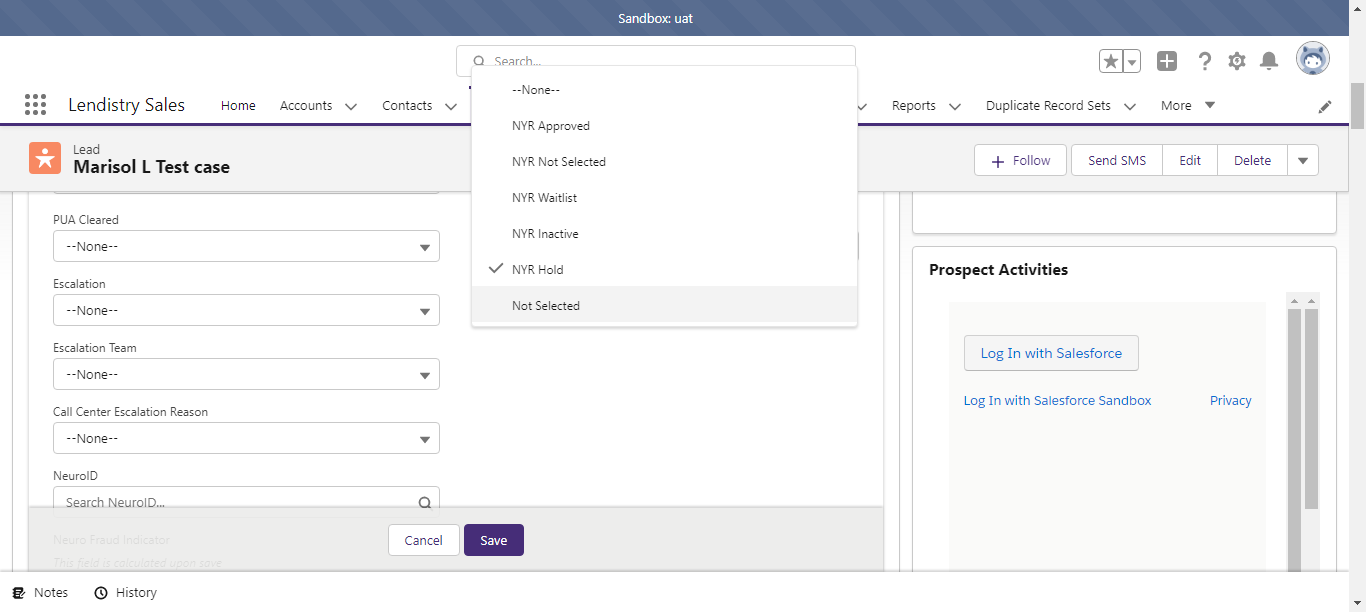 Sandbox: uat
Search...
Lendistry Sales
Home
Accounts
Contacts
Reports
Duplicate Record Sets
More
Lead
Marisol L Test case
Follow
Send SMS
Edit
Delete
--None--
NYR Approved
NYR Not Selected
NYR Waitlist
NYR Inactive
NYR Hold
Not Selected
PUA Cleared
--None--
Escalation
--None--
Escalation Team
--None--
Call Center Escalation Reason
--None--
NeuroID
Search NeuroID...
Neuro Fraud Indicator
This field is calculated upon save
Cancel
Save
Prospect Activities
Log In with Salesforce
Log In with Salesforce Sandbox
Privacy
Notes
History